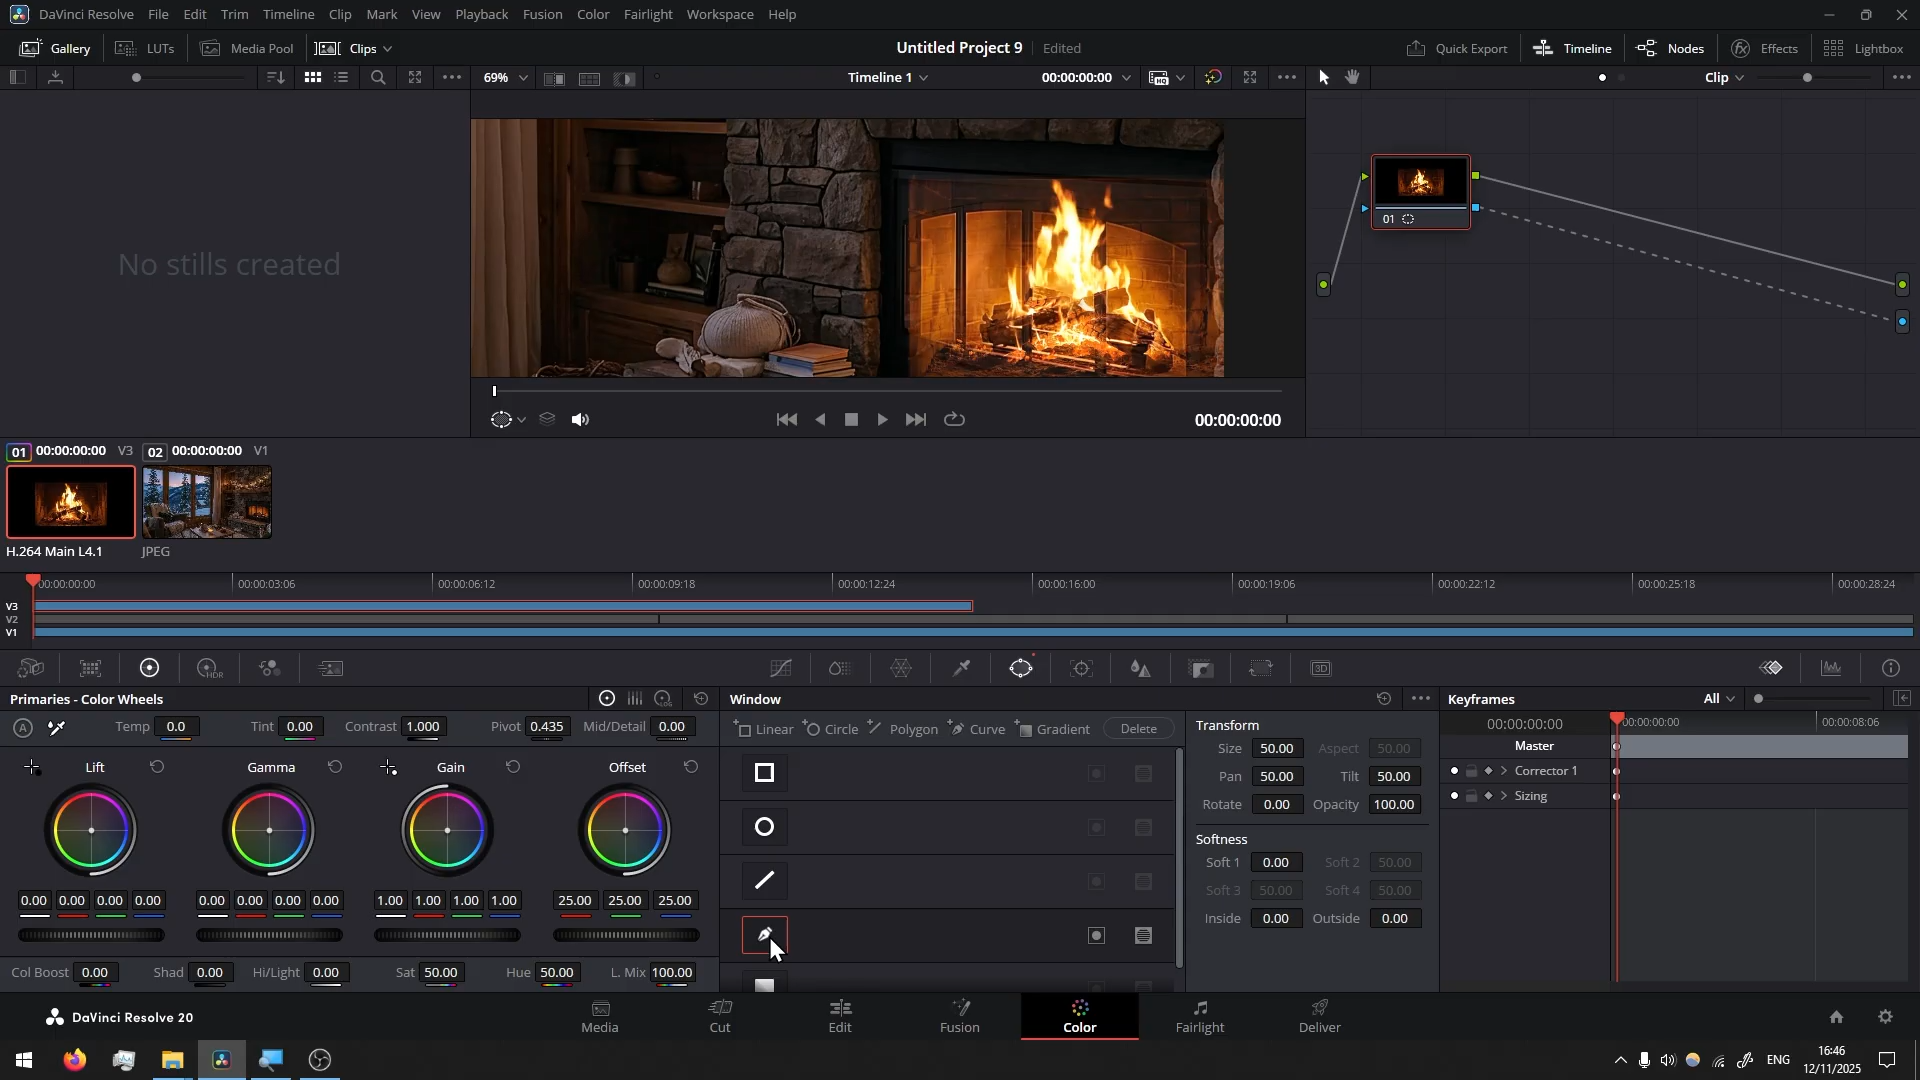 DaVinci Resolve File Edit Trim Timeline Clip Mark View Playback Fusion Color Fairlight Workspace Help
Gallery LUTs Media Pool Clips Untitled Project 9 Edited Quick Export Timeline Nodes Effects Lightbox
69% Timeline 1 00:00:00:00 HQ Clip
No stills created
01
00:00:00:00
01 00:00:00:00 V3 02 00:00:00:00 V1
H.264 Main L4.1 JPEG
00:00:00:00 00:00:03:06 00:00:06:12 00:00:09:18 00:00:12:24 00:00:16:00 00:00:19:06 00:00:22:12 00:00:25:18 00:00:28:24
V3
V2
V1
HDR 3D
Primaries - Color Wheels LOG Window Keyframes All
A Temp 0.0 Tint 0.00 Contrast 1.000 Pivot 0.435 Mid/Detail 0.00
Linear Circle Polygon Curve Gradient Delete
Transform
00:00:00:00 00:00:00:00 00:00:08:06
Lift Gamma Gain Offset
Size 50.00 Aspect 50.00
Pan 50.00 Tilt 50.00
Rotate 0.00 Opacity 100.00
Softness
Soft 1 0.00 Soft 2 50.00
Soft 3 50.00 Soft 4 50.00
Inside 0.00 Outside 0.00
Master
Corrector 1
Sizing
0.00 0.00 0.00 0.00 0.00 0.00 0.00 0.00 1.00 1.00 1.00 1.00 25.00 25.00 25.00
Col Boost 0.00 Shad 0.00 Hi/Light 0.00 Sat 50.00 Hue 50.00 L. Mix 100.00
DaVinci Resolve 20 Media Cut Edit Fusion Color Fairlight Deliver
ENG 16:46
12/11/2025